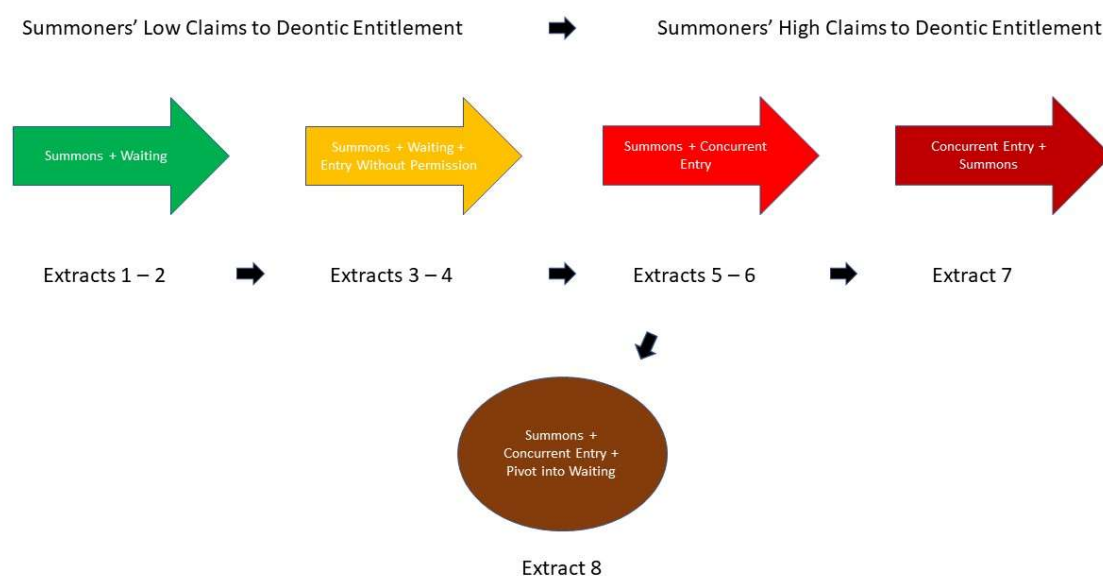 Summoners' Low Claims to Deontic Entitlement
Summoners' High Claims to Deontic Entitlement
Summons + Waiting
Summons + Waiting +
Entry Without Permission
Summons + Concurrent
Entry
Concurrent Entry +
Summons
Extracts 1 – 2
Extracts 3 – 4
Extracts 5 – 6
Extract 7
Summons +
Concurrent Entry +
Pivot into Waiting
Extract 8